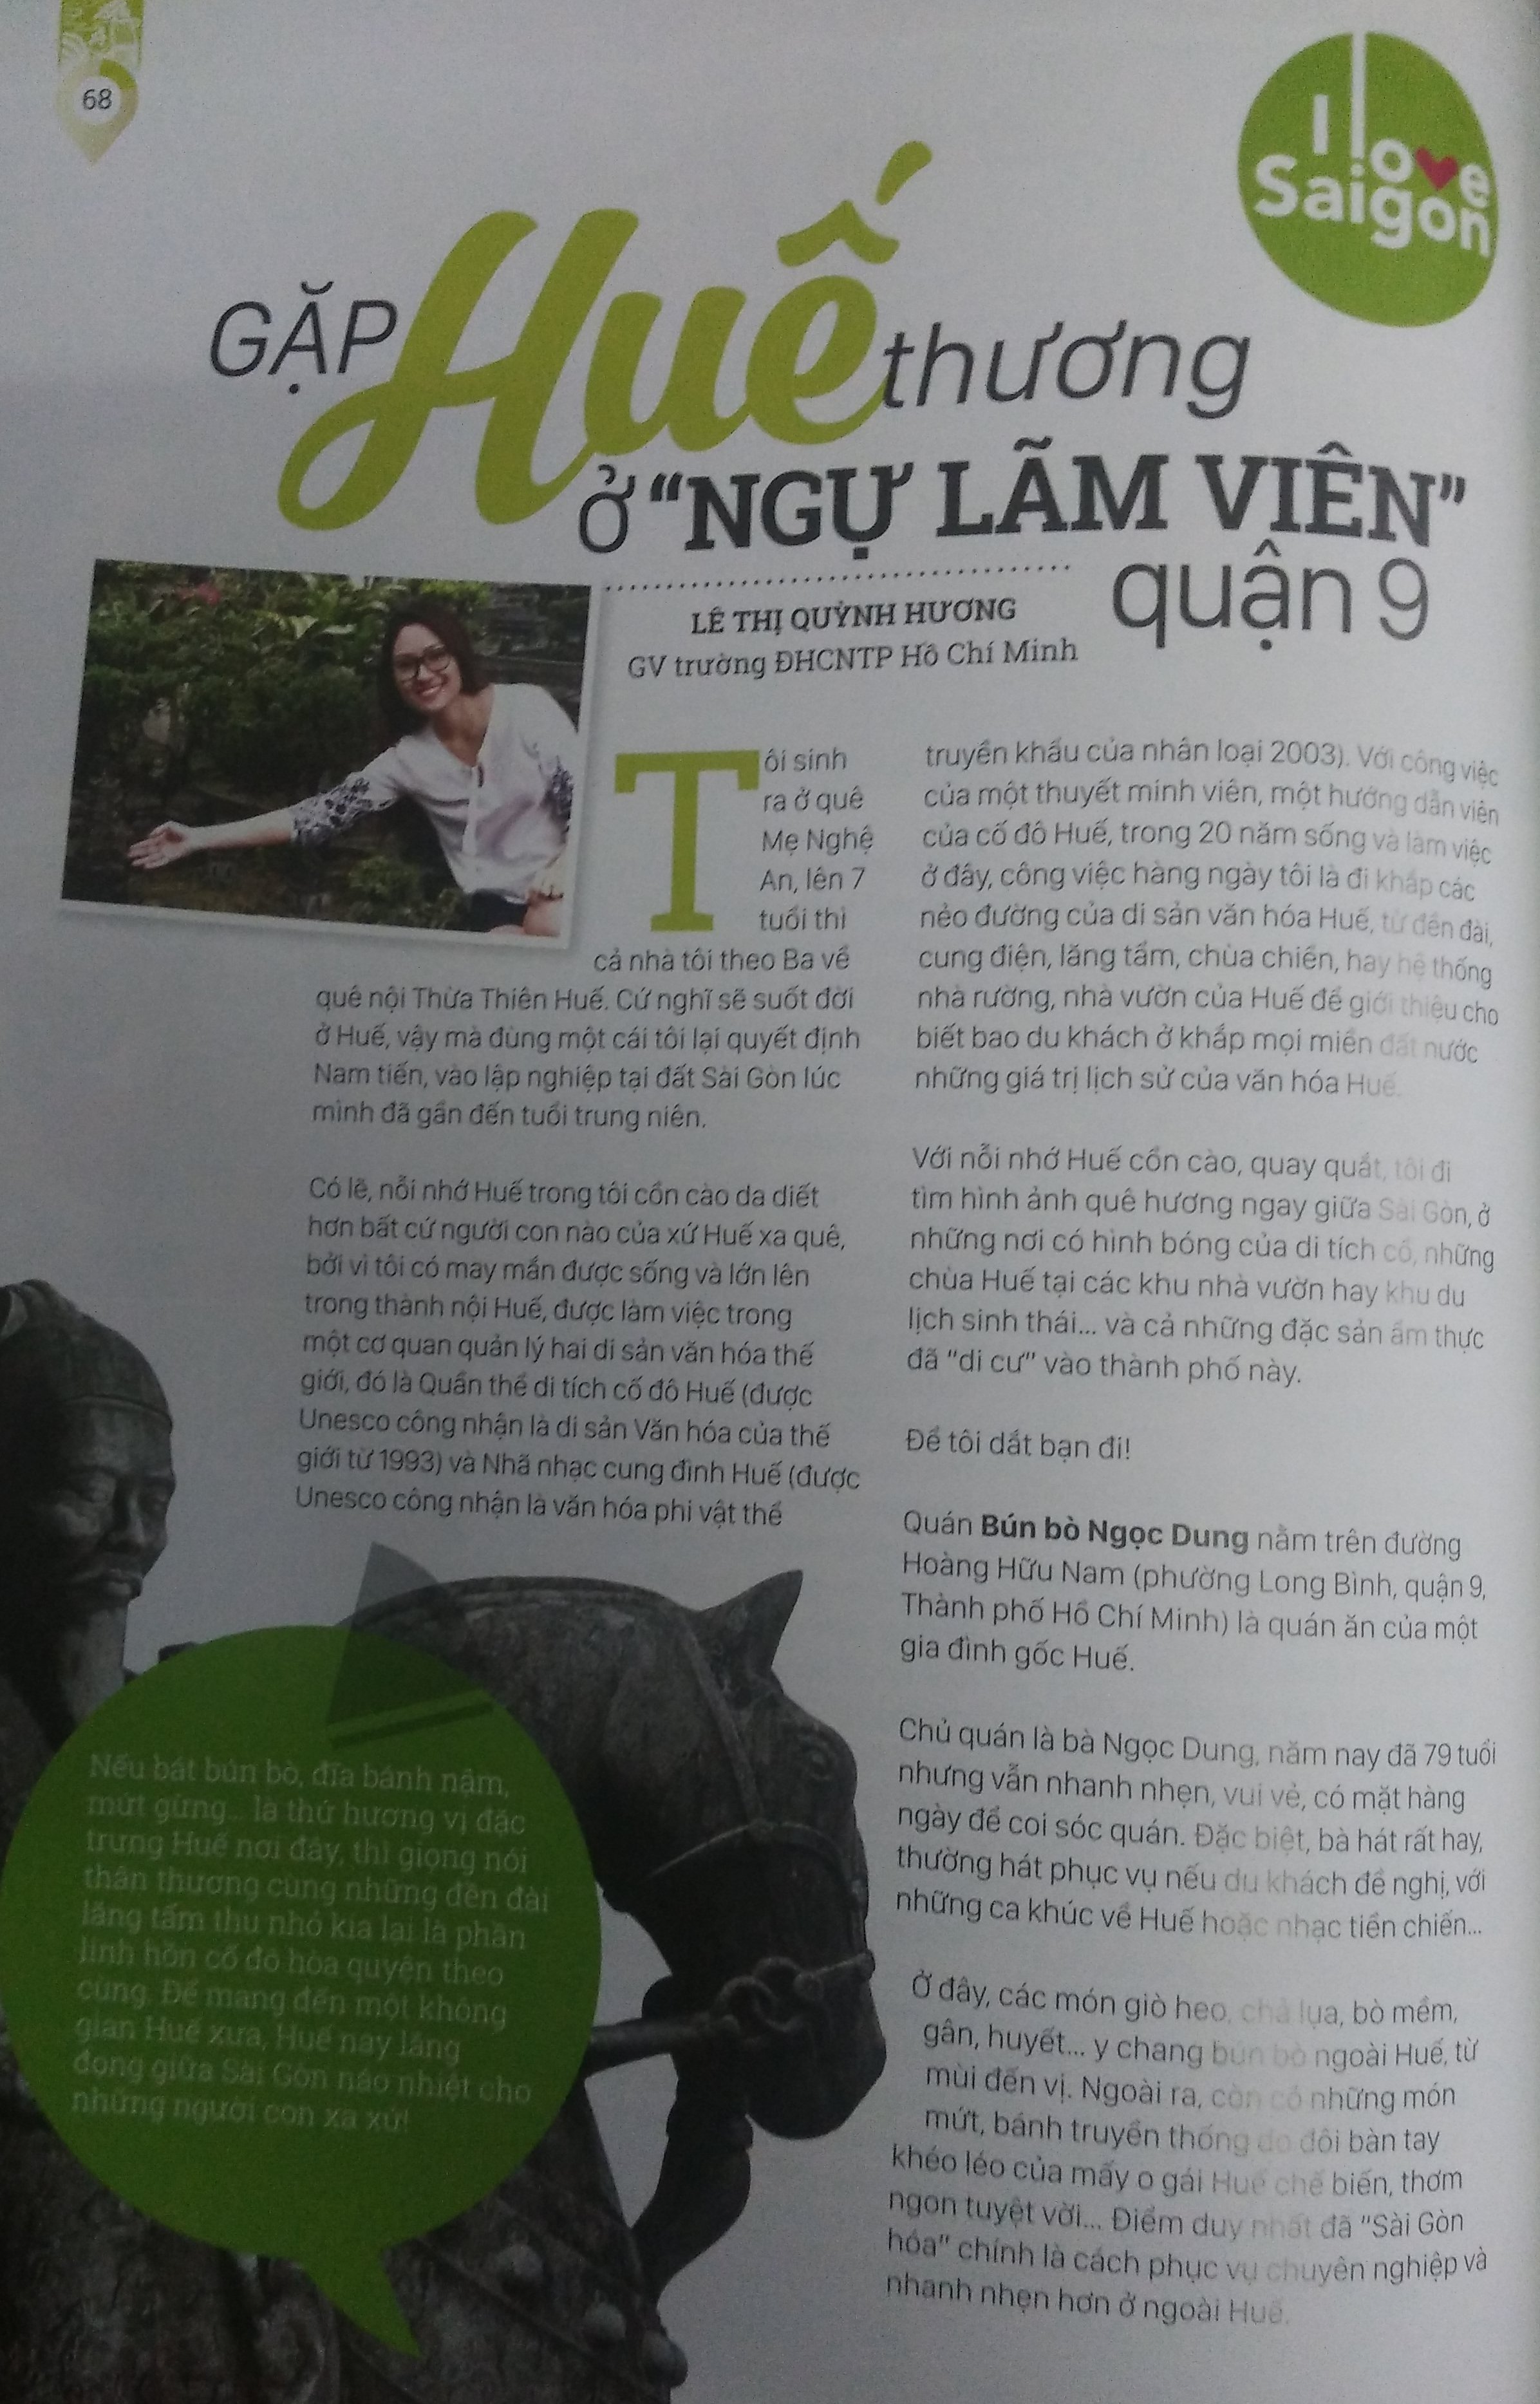 68
I love
Saigon
GẶP Huế thương
ở “NGỰ LÃM VIÊN”
quận 9
LÊ THỊ QUỲNH HƯƠNG
GV trường ĐHCNTP Hồ Chí Minh
Tôi sinh
ra ở quê
Mẹ Nghệ
An, lên 7
tuổi thì
cả nhà tôi theo Ba về
quê nội Thừa Thiên Huế. Cứ nghĩ sẽ suốt đời
ở Huế, vậy mà đùng một cái tôi lại quyết định
Nam tiến, vào lập nghiệp tại đất Sài Gòn lúc
mình đã gần đến tuổi trung niên.
Có lẽ, nỗi nhớ Huế trong tôi cồn cào da diết
hơn bất cứ người con nào của xứ Huế xa quê,
bởi vì tôi có may mắn được sống và lớn lên
trong thành nội Huế, được làm việc trong
một cơ quan quản lý hai di sản văn hóa thế
giới, đó là Quần thể di tích cố đô Huế (được
Unesco công nhận là di sản Văn hóa của thế
giới từ 1993) và Nhã nhạc cung đình Huế (được
Unesco công nhận là văn hóa phi vật thể
truyền khẩu của nhân loại 2003). Với công việc
của một thuyết minh viên, một hướng dẫn viên
của cố đô Huế, trong 20 năm sống và làm việc
ở đây, công việc hàng ngày tôi là đi khắp các
nẻo đường của di sản văn hóa Huế, từ đền đài,
cung điện, lăng tẩm, chùa chiền, hay hệ thống
nhà rường, nhà vườn của Huế để giới thiệu cho
biết bao du khách ở khắp mọi miền đất nước
những giá trị lịch sử của văn hóa Huế.
Với nỗi nhớ Huế cồn cào, quay quắt, tôi đi
tìm hình ảnh quê hương ngay giữa Sài Gòn, ở
những nơi có hình bóng của di tích cổ, những
chùa Huế tại các khu nhà vườn hay khu du
lịch sinh thái... và cả những đặc sản ẩm thực
đã "di cư" vào thành phố này.
Để tôi dắt bạn đi!
Quán Bún bò Ngọc Dung nằm trên đường
Hoàng Hữu Nam (phường Long Bình, quận 9,
Thành phố Hồ Chí Minh) là quán ăn của một
gia đình gốc Huế.
Chủ quán là bà Ngọc Dung, năm nay đã 79 tuổi
nhưng vẫn nhanh nhẹn, vui vẻ, có mặt hàng
ngày để coi sóc quán. Đặc biệt, bà hát rất hay,
thường hát phục vụ nếu du khách đề nghị, với
những ca khúc về Huế hoặc nhạc tiền chiến...
Ở đây, các món giò heo, chả lụa, bò mềm,
gân, huyết... y chang bún bò ngoài Huế, từ
mùi đến vị. Ngoài ra, còn có những món
mứt, bánh truyền thống do đôi bàn tay
khéo léo của mấy o gái Huế chế biến, thơm
ngon tuyệt vời... Điểm duy nhất đã "Sài Gòn
hóa" chính là cách phục vụ chuyên nghiệp và
nhanh nhẹn hơn ở ngoài Huế.
Nếu bát bún bò, đĩa bánh nậm,
mứt gừng... là thứ hương vị đặc
trưng Huế nơi đây, thì giọng nói
thân thương cùng những đền đài
lăng tẩm thu nhỏ kia lại là phần
linh hồn cố đô hòa quyện theo
cùng. Để mang đến một không
gian Huế xưa, Huế nay lắng
đọng giữa Sài Gòn náo nhiệt cho
những người con xa xứ!